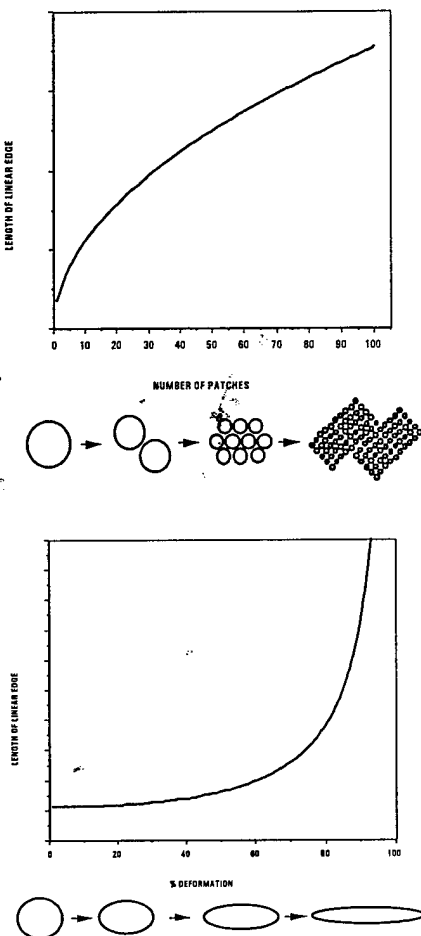 LENGTH OF LINEAR EDGE
0 10 20 30 40 50 60 70 80 90 100
NUMBER OF PATCHES
LENGTH OF LINEAR EDGE
0 20 40 60 80 100
% DEFORMATION